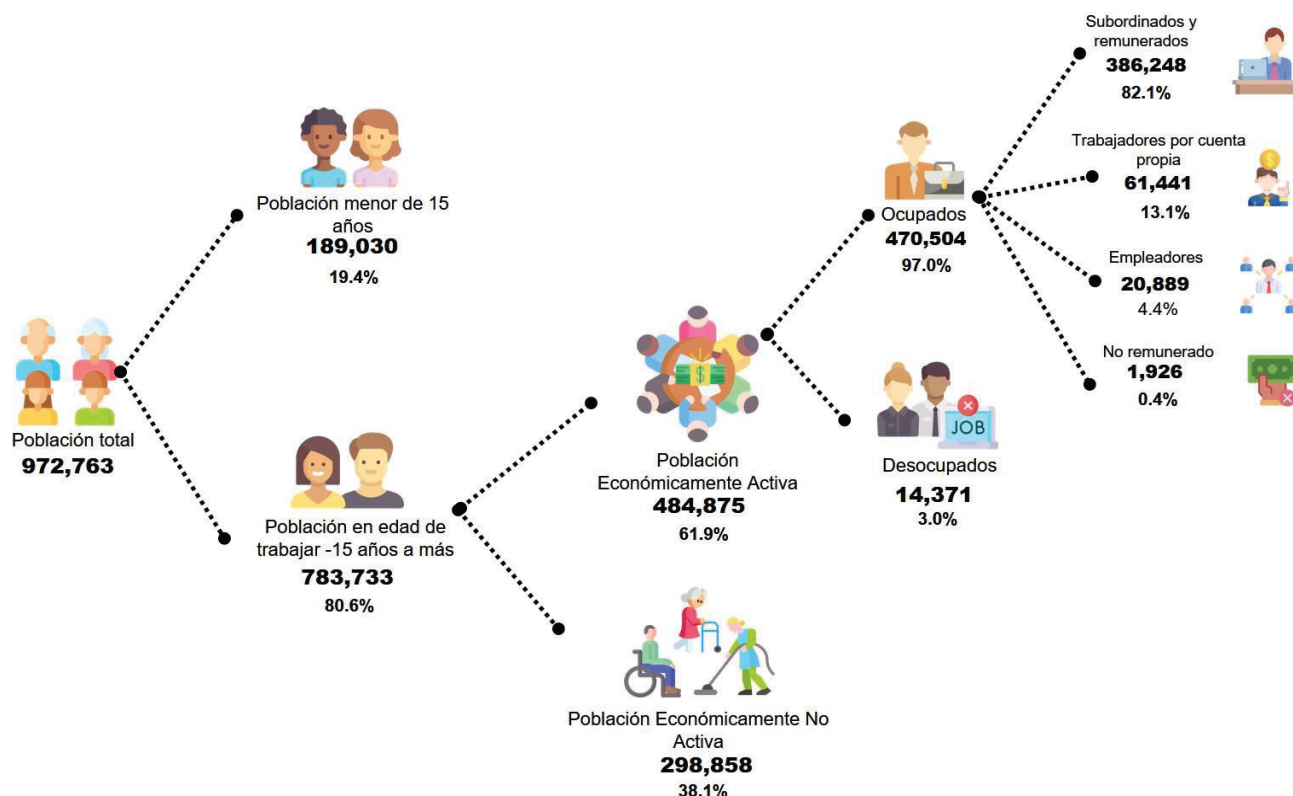 Subordinados y
remunerados
386,248
82.1%
Trabajadores por cuenta
propia
61,441
13.1%
Empleadores
20,889
4.4%
No remunerado
1,926
0.4%
Ocupados
470,504
97.0%
Población menor de 15
años
189,030
19.4%
Población total
972,763
JOB
Desocupados
14,371
3.0%
Población
Económicamente Activa
484,875
61.9%
Población en edad de
trabajar -15 años a más
783,733
80.6%
Población Económicamente No
Activa
298,858
38.1%